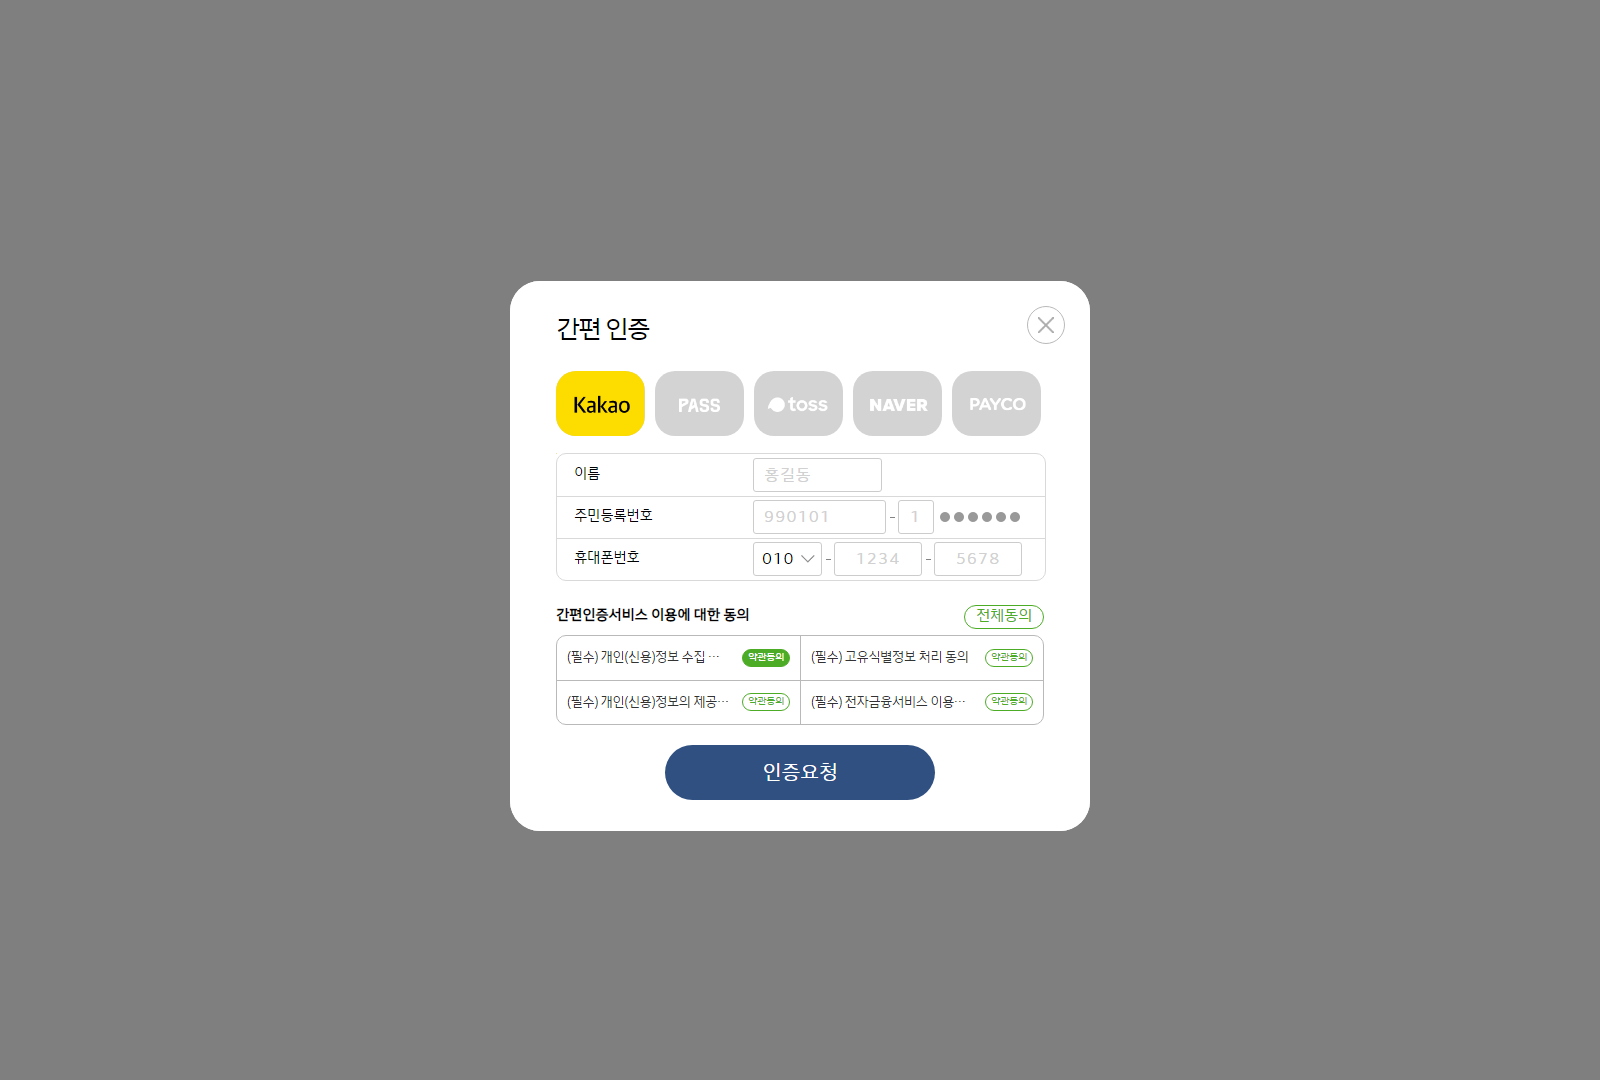 간편 인증
Kakao PASS toss NAVER PAYCO
이름 홍길동
주민등록번호 990101 - 1 ●●●●●●
휴대폰번호 010 - 1234 - 5678
간편인증서비스 이용에 대한 동의 전체동의
(필수) 개인(신용)정보 수집 … 약관동의 (필수) 고유식별정보 처리 동의 약관동의
(필수) 개인(신용)정보의 제공… 약관동의 (필수) 전자금융서비스 이용… 약관동의
인증요청